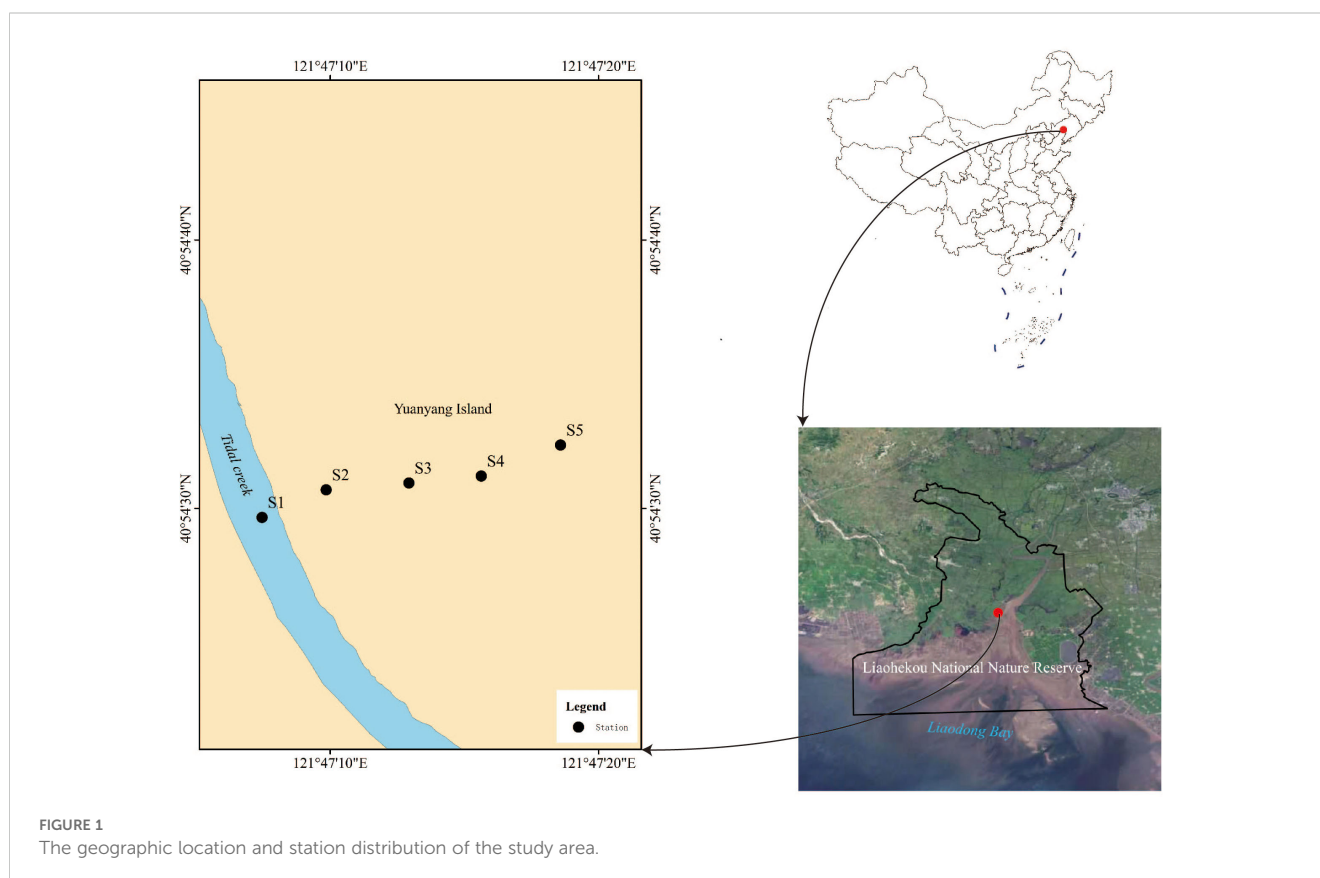 121°47'10"E
121°47'20"E
40°54'40"N
40°54'40"N
Yuanyang Island
Tidal creek
S1
S2
S3
S4
S5
40°54'30"N
40°54'30"N
Legend
Station
121°47'10"E
121°47'20"E
Liaohekou National Nature Reserve
Liaodong Bay
FIGURE 1
The geographic location and station distribution of the study area.